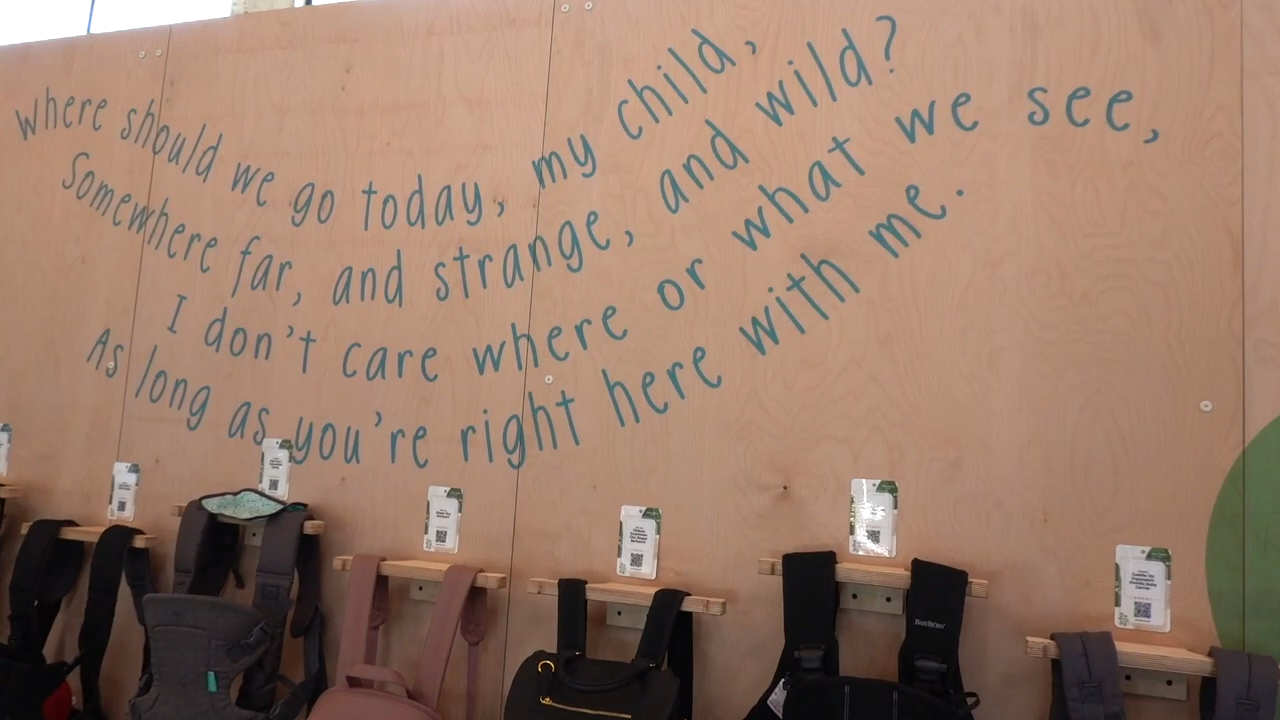 Where should we go today, my child,
Somewhere far, and strange, and wild?
I don't care where or what we see,
As long as you're right here with me.
BABYBJÖRN